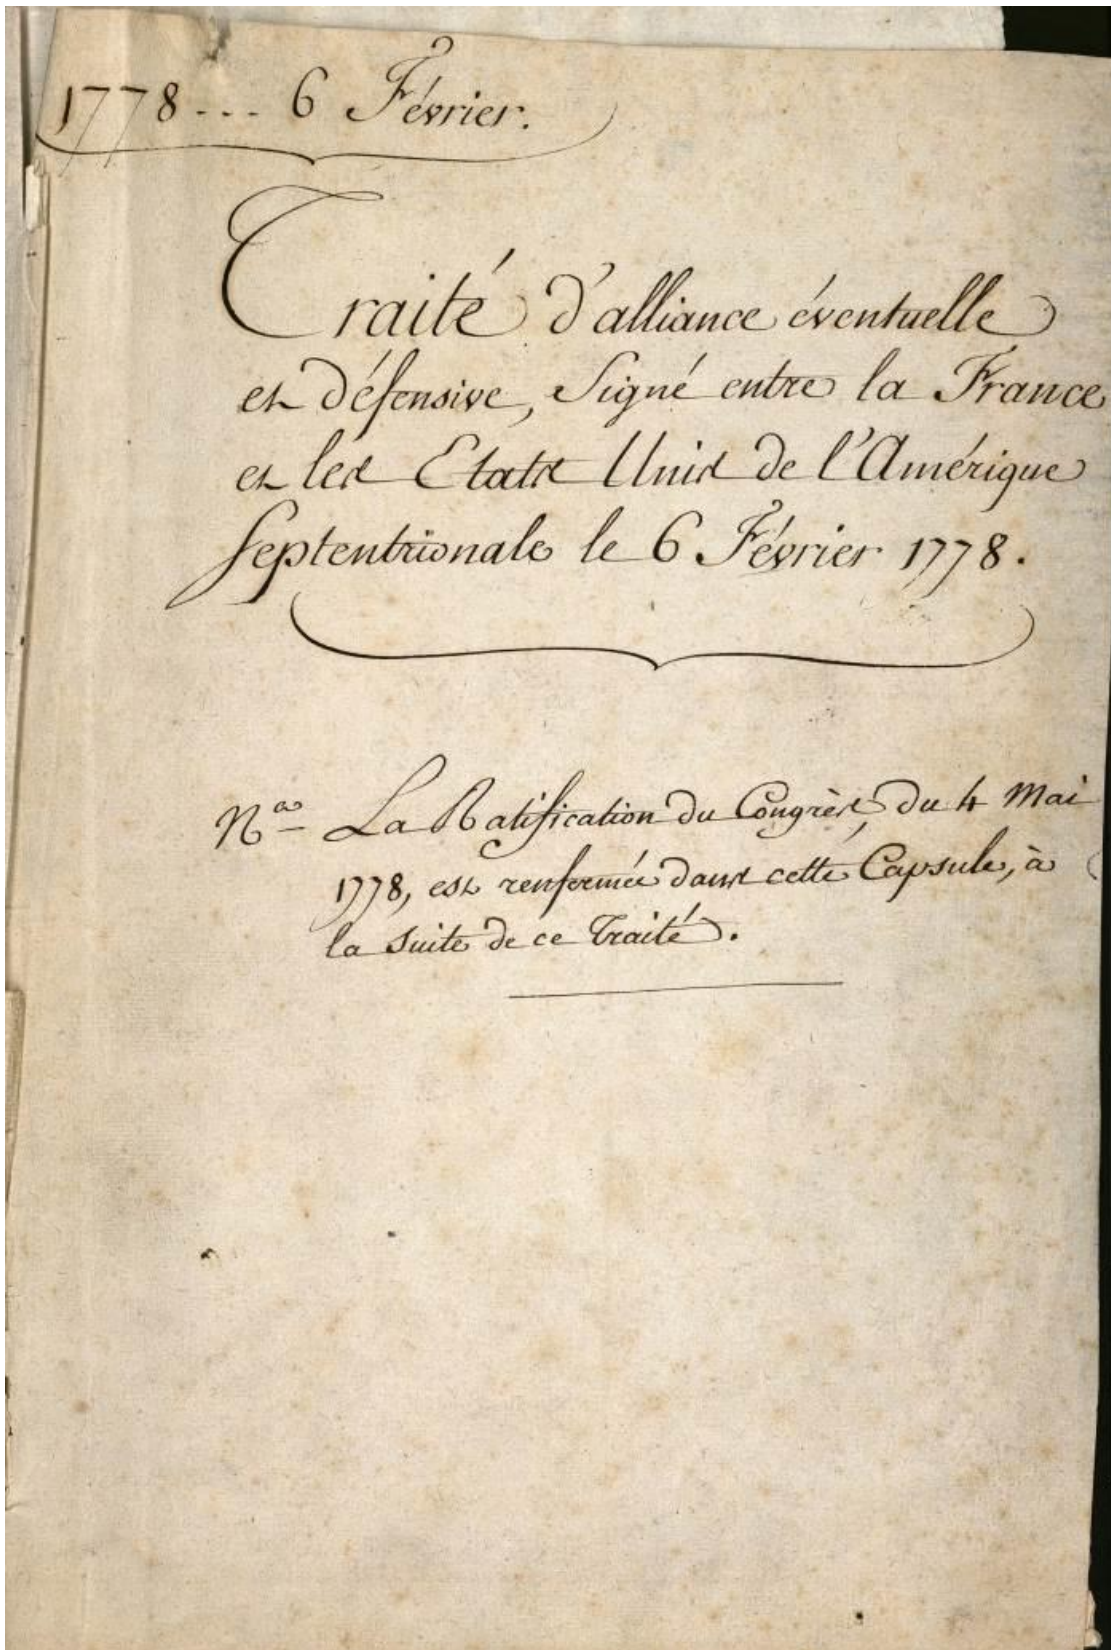 1778... 6 Février.
Traité d'alliance éventuelle
et défensive, Signé entre la France
et les Etats Unis de l'Amérique
Septentrionale le 6 Février 1778.
Nª La Ratification du Congrès, du 4 Mai
1778, est renfermée dans cette Capsule, à
la suite de ce Traité.